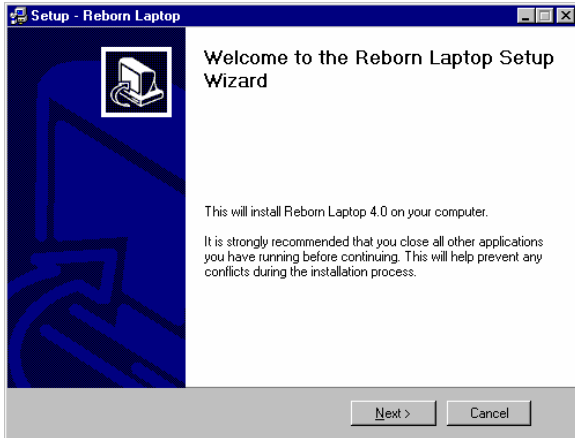 Setup - Reborn Laptop
Welcome to the Reborn Laptop Setup
Wizard
This will install Reborn Laptop 4.0 on your computer.
It is strongly recommended that you close all other applications
you have running before continuing. This will help prevent any
conflicts during the installation process.
Next >
Cancel